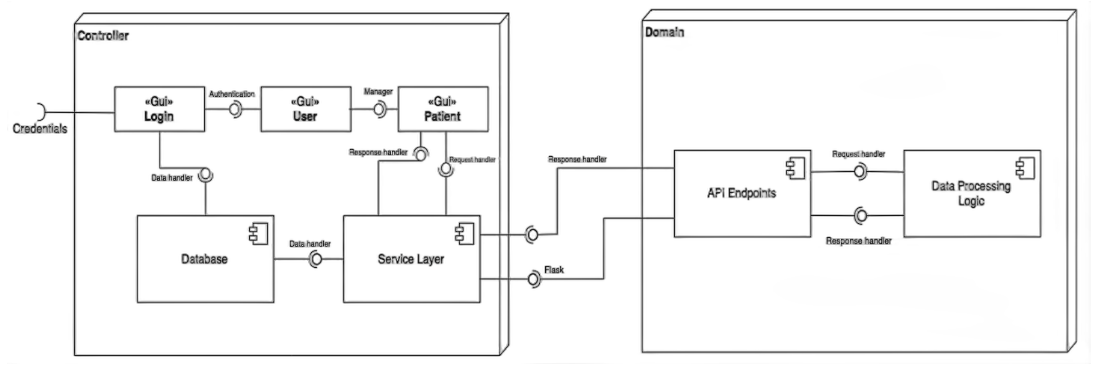 Controller
Domain
«Gui»
Login
Authentication
«Gui»
User
Manager
«Gui»
Patient
Credentials
Response handler
Request handler
Data handler
Response handler
API Endpoints
Request handler
Data Processing
Logic
Response handler
Database
Data handler
Service Layer
Flask